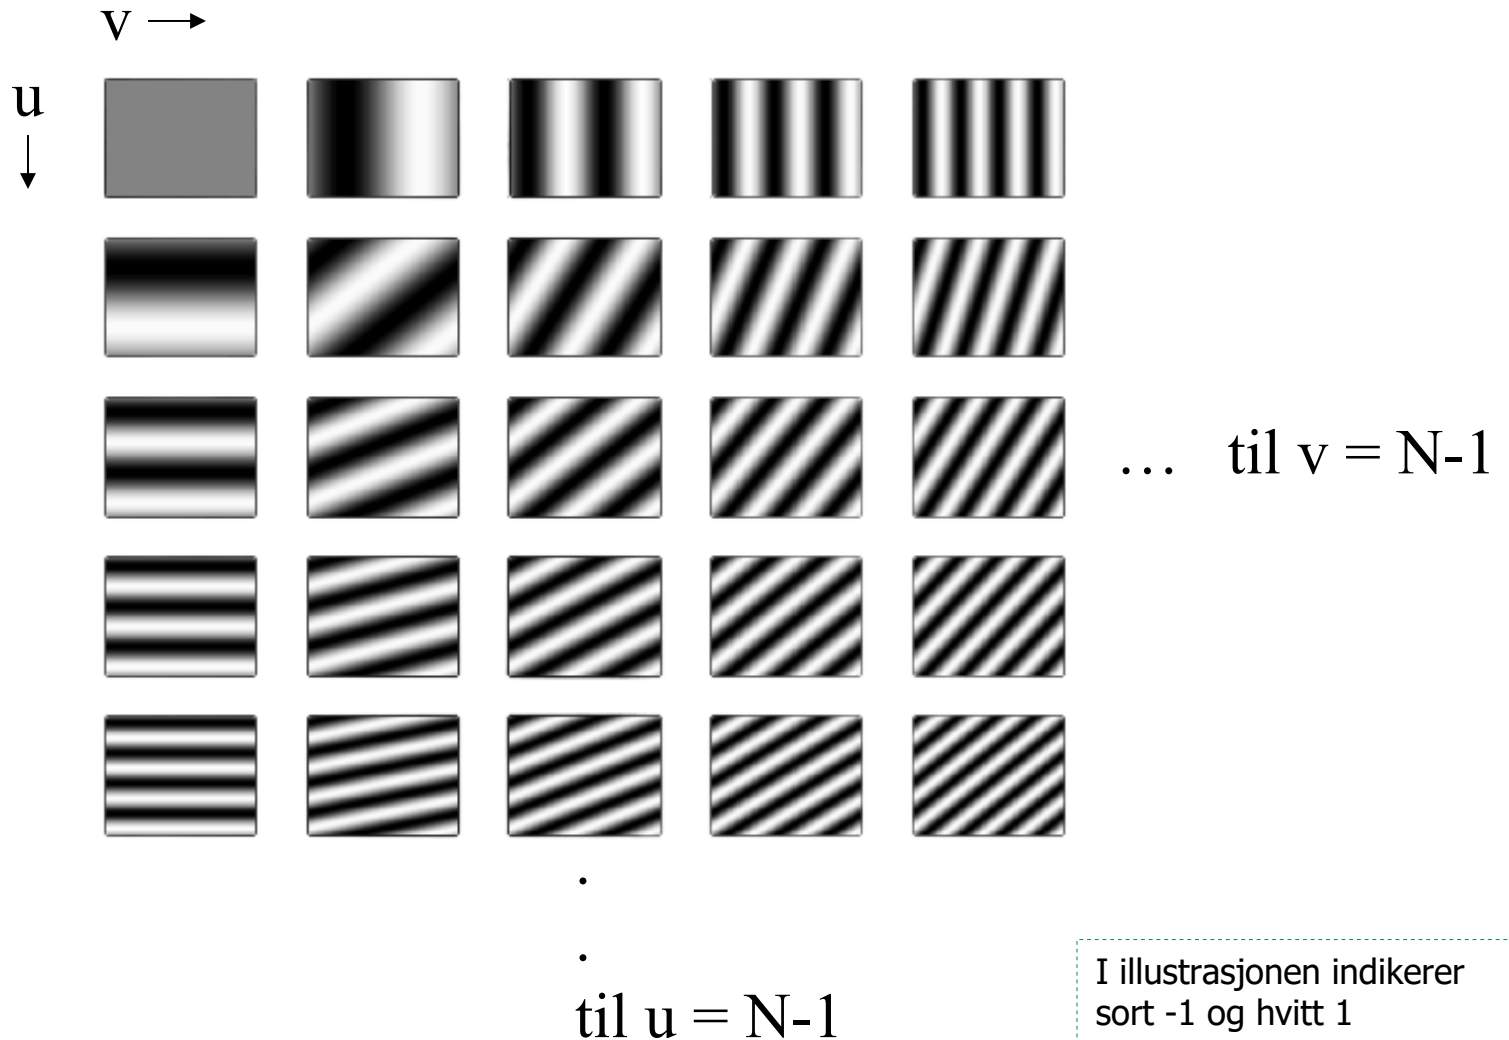 v →
u
↓
… til v = N-1
.
.
til u = N-1
I illustrasjonen indikerer
sort -1 og hvitt 1